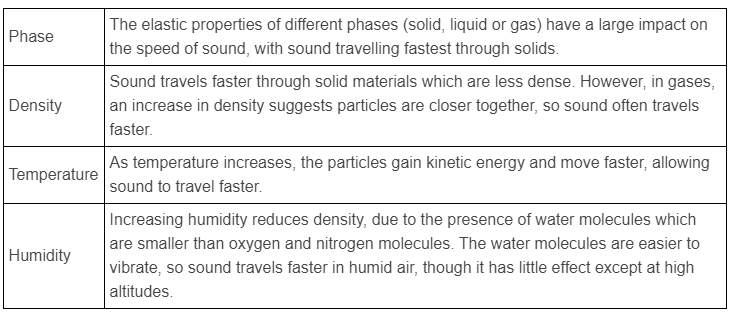 Phase
The elastic properties of different phases (solid, liquid or gas) have a large impact on
the speed of sound, with sound travelling fastest through solids.
Density
Sound travels faster through solid materials which are less dense. However, in gases,
an increase in density suggests particles are closer together, so sound often travels
faster.
Temperature
As temperature increases, the particles gain kinetic energy and move faster, allowing
sound to travel faster.
Humidity
Increasing humidity reduces density, due to the presence of water molecules which
are smaller than oxygen and nitrogen molecules. The water molecules are easier to
vibrate, so sound travels faster in humid air, though it has little effect except at high
altitudes.